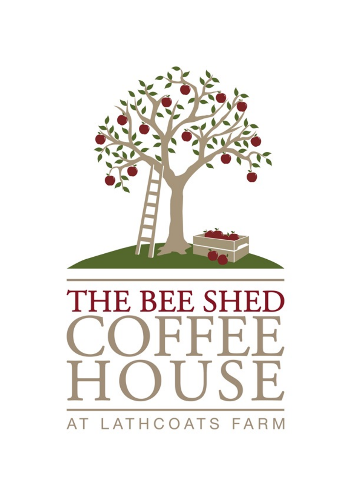 THE BEE SHED
COFFEE
HOUSE
AT LATHCOATS FARM